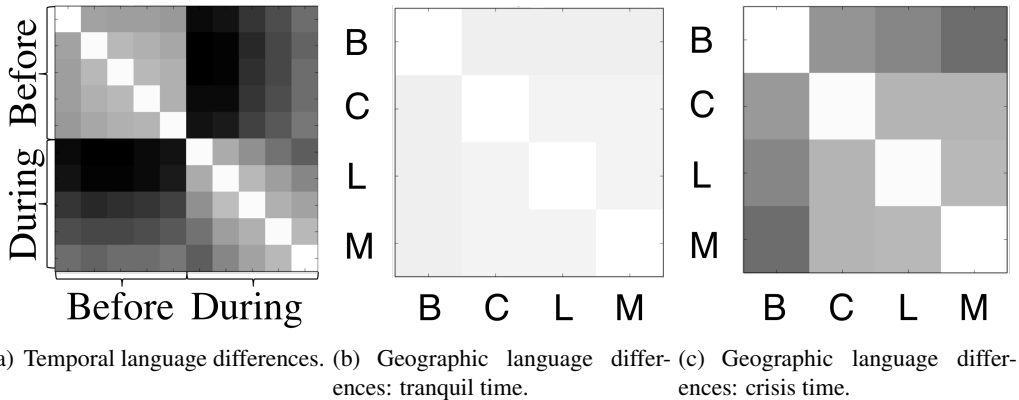 Before
During
Before During
B
C
L
M
B C L M
B
C
L
M
B C L M
a) Temporal language differences.
(b) Geographic language differ-
ences: tranquil time.
(c) Geographic language differ-
ences: crisis time.